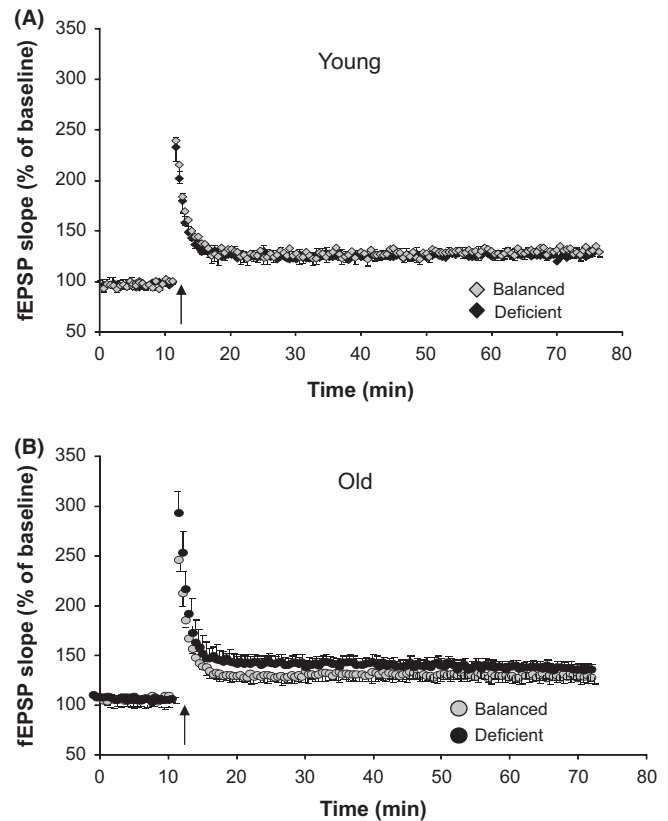 (A)
350
300
250
200
150
100
50
fEPSP slope (% of baseline)
Young
Balanced
Deficient
0 10 20 30 40 50 60 70 80
Time (min)
(B)
350
300
250
200
150
100
50
fEPSP slope (% of baseline)
Old
Balanced
Deficient
0 10 20 30 40 50 60 70 80
Time (min)